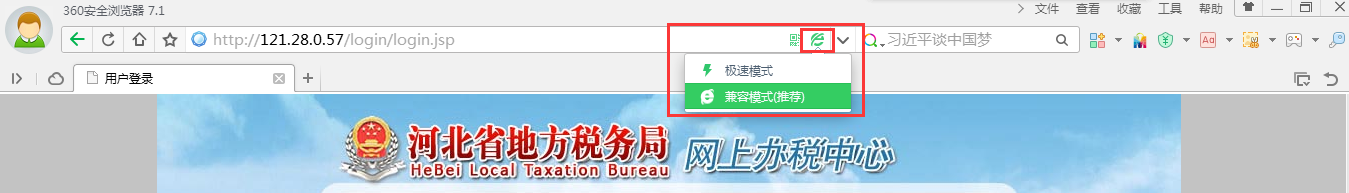 360安全浏览器 7.1
文件 查看 收藏 工具 帮助
http://121.28.0.57/login/login.jsp
习近平谈中国梦
Aa
极速模式
用户登录
兼容模式(推荐)
河北省地方税务局
网上办税中心
HeBei Local Taxation Bureau